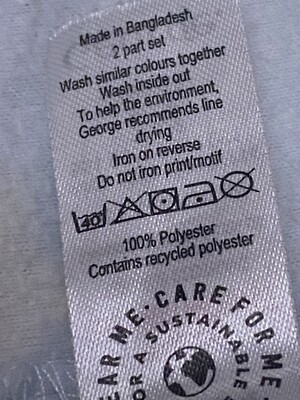 Made in Bangladesh
2 part set
Wash similar colours together
Wash inside out
To help the environment,
George recommends line
drying
Iron on reverse
Do not iron print/motif
40
100% Polyester
Contains recycled polyester
EAR ME • CARE FOR ME
OR A SUSTAINABLE